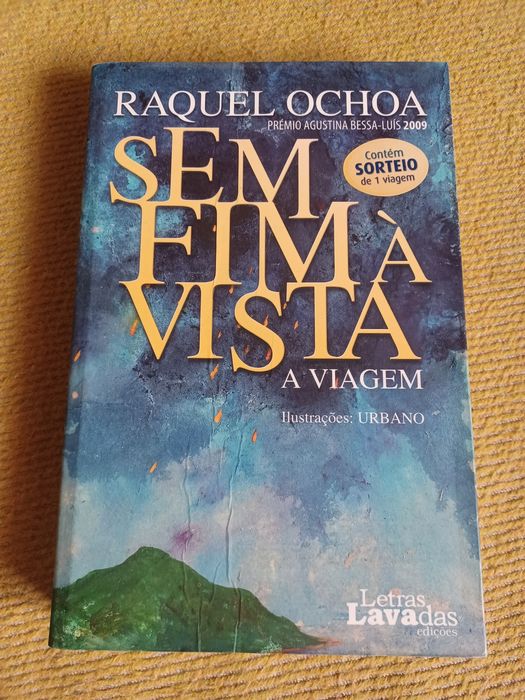 RAQUEL OCHOA
PRÉMIO AGUSTINA BESSA-LUÍS 2009
SEM
FIM À
VISTA
A VIAGEM
Contém
SORTEIO
de 1 viagem
Ilustrações: URBANO
Letras
LAVAdas
edições